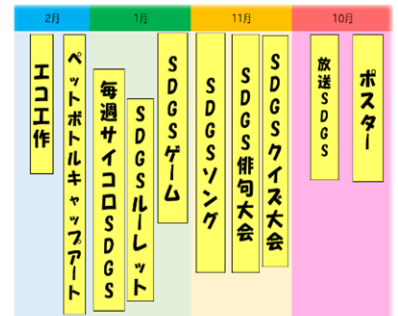 2月
1月
11月
10月
ポスター
放送SDGS
SDGSクイズ大会
SDGS俳句大会
SDGSソング
SDGSゲーム
SDGSルーレット
毎週サイコロSDGS
ペットボトルキャップアート
エコ工作